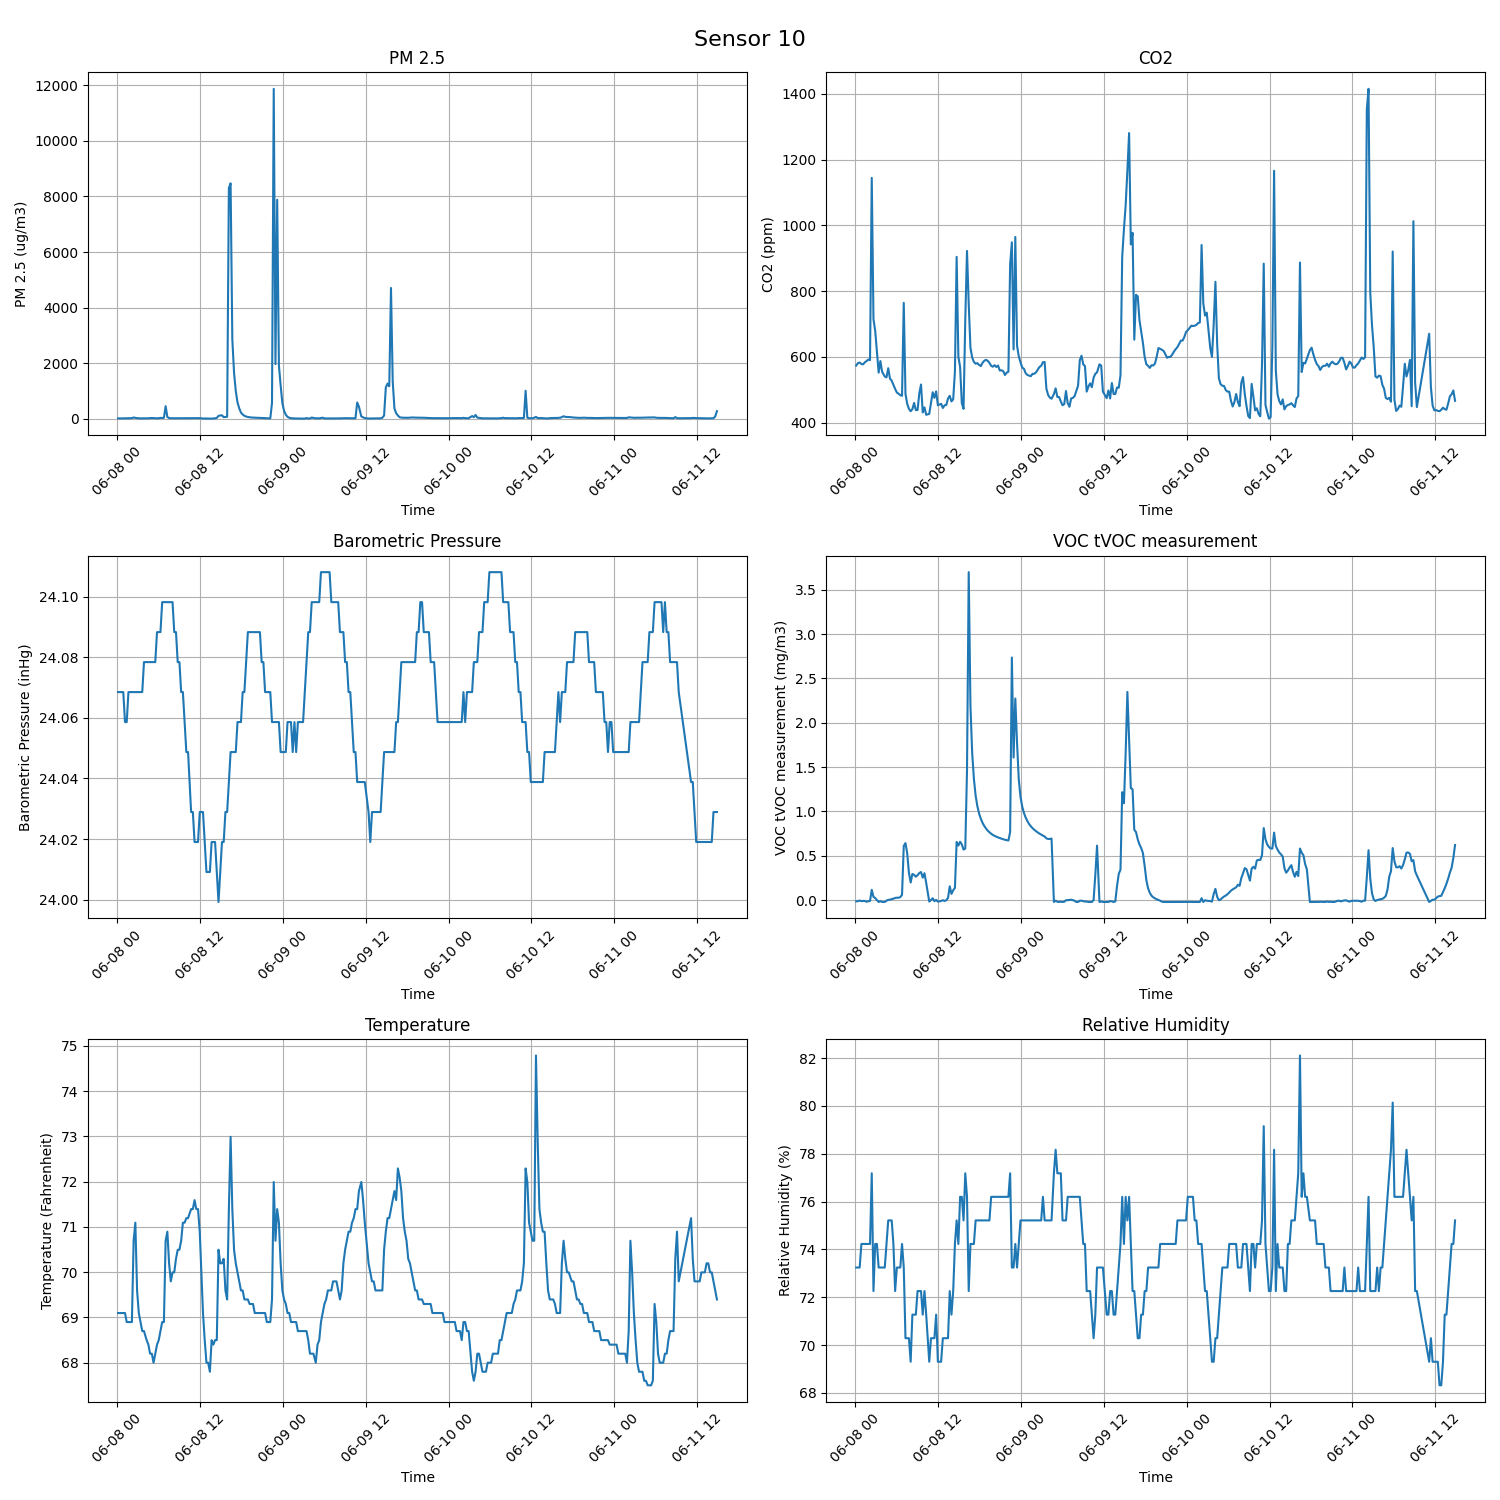 Sensor 10
PM 2.5
PM 2.5 (ug/m3)
12000
10000
8000
6000
4000
2000
0
06-08 00 06-08 12 06-09 00 06-09 12 06-10 00 06-10 12 06-11 00 06-11 12
Time
CO2
CO2 (ppm)
1400
1200
1000
800
600
400
06-08 00 06-08 12 06-09 00 06-09 12 06-10 00 06-10 12 06-11 00 06-11 12
Time
Barometric Pressure
Barometric Pressure (inHg)
24.10
24.08
24.06
24.04
24.02
24.00
06-08 00 06-08 12 06-09 00 06-09 12 06-10 00 06-10 12 06-11 00 06-11 12
Time
VOC tVOC measurement
VOC tVOC measurement (mg/m3)
3.5
3.0
2.5
2.0
1.5
1.0
0.5
0.0
06-08 00 06-08 12 06-09 00 06-09 12 06-10 00 06-10 12 06-11 00 06-11 12
Time
Temperature
Temperature (Fahrenheit)
75
74
73
72
71
70
69
68
06-08 00 06-08 12 06-09 00 06-09 12 06-10 00 06-10 12 06-11 00 06-11 12
Time
Relative Humidity
Relative Humidity (%)
82
80
78
76
74
72
70
68
06-08 00 06-08 12 06-09 00 06-09 12 06-10 00 06-10 12 06-11 00 06-11 12
Time